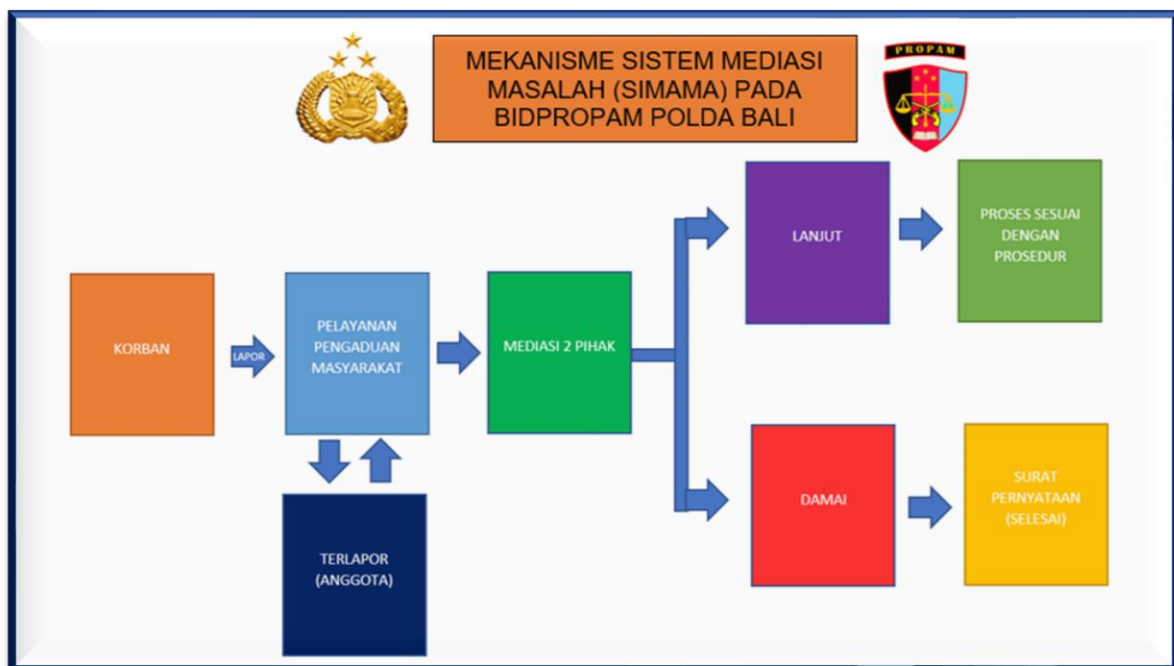 MEKANISME SISTEM MEDIASI
MASALAH (SIMAMA) PADA
BIDPROPAM POLDA BALI
PROPAM
KORBAN
LAPOR
PELAYANAN
PENGADUAN
MASYARAKAT
TERLAPOR
(ANGGOTA)
MEDIASI 2 PIHAK
LANJUT
PROSES SESUAI
DENGAN
PROSEDUR
DAMAI
SURAT
PERNYATAAN
(SELESAI)